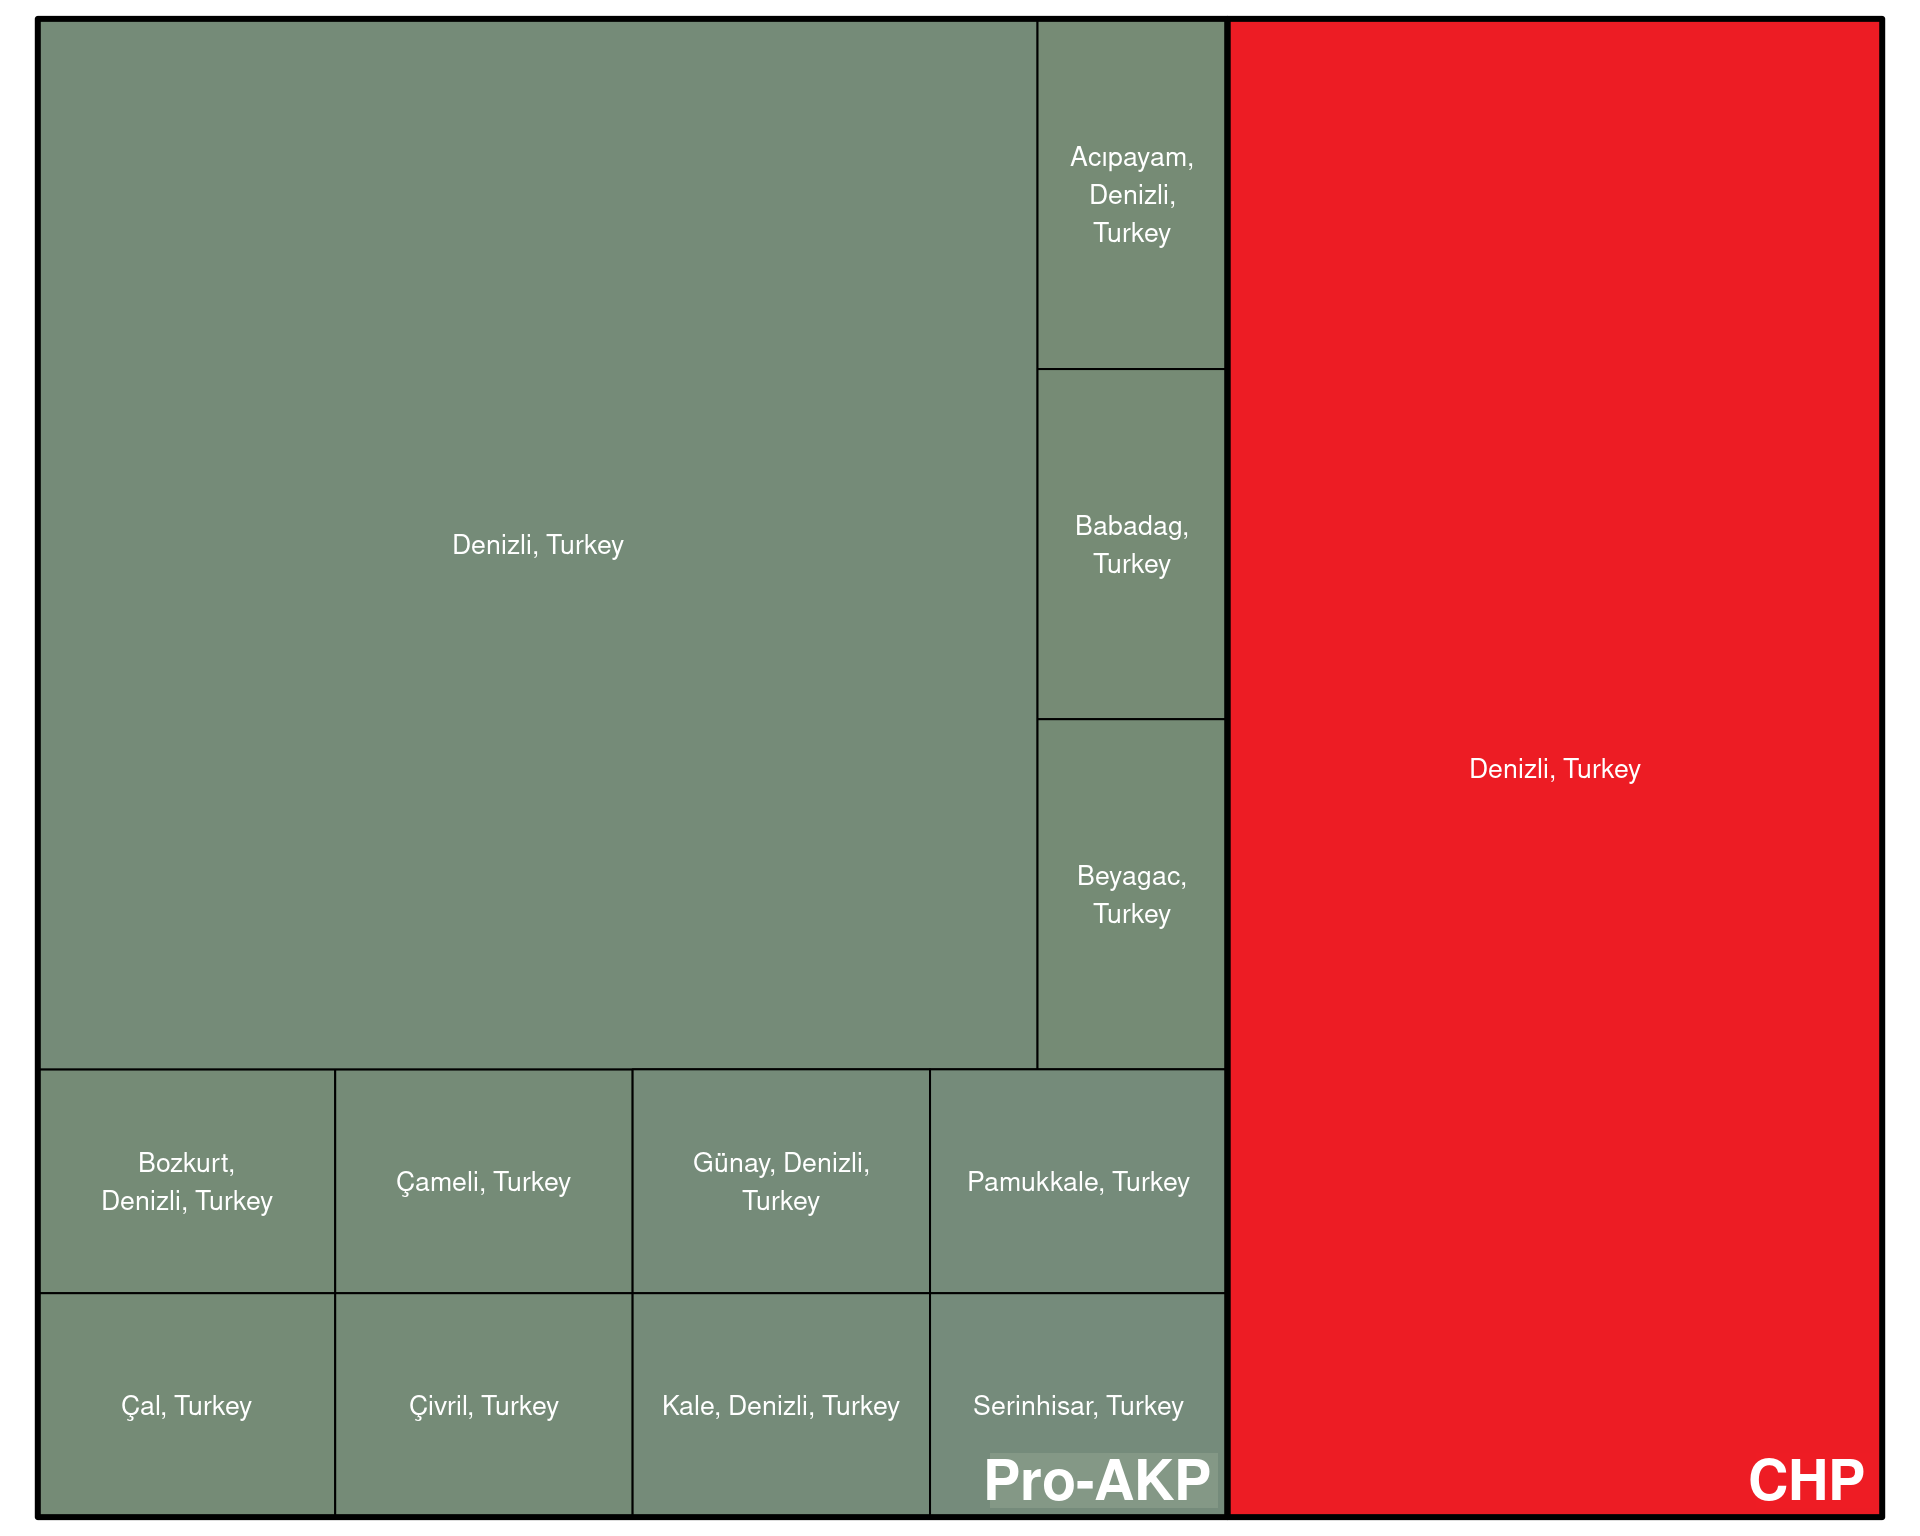 Acıpayam,
Denizli,
Turkey
Babadag,
Turkey
Denizli, Turkey
Denizli, Turkey
Beyagac,
Turkey
Bozkurt,
Denizli, Turkey
Çameli, Turkey
Günay, Denizli,
Turkey
Pamukkale, Turkey
Çal, Turkey
Çivril, Turkey
Kale, Denizli, Turkey
Serinhisar, Turkey
Pro-AKP
CHP